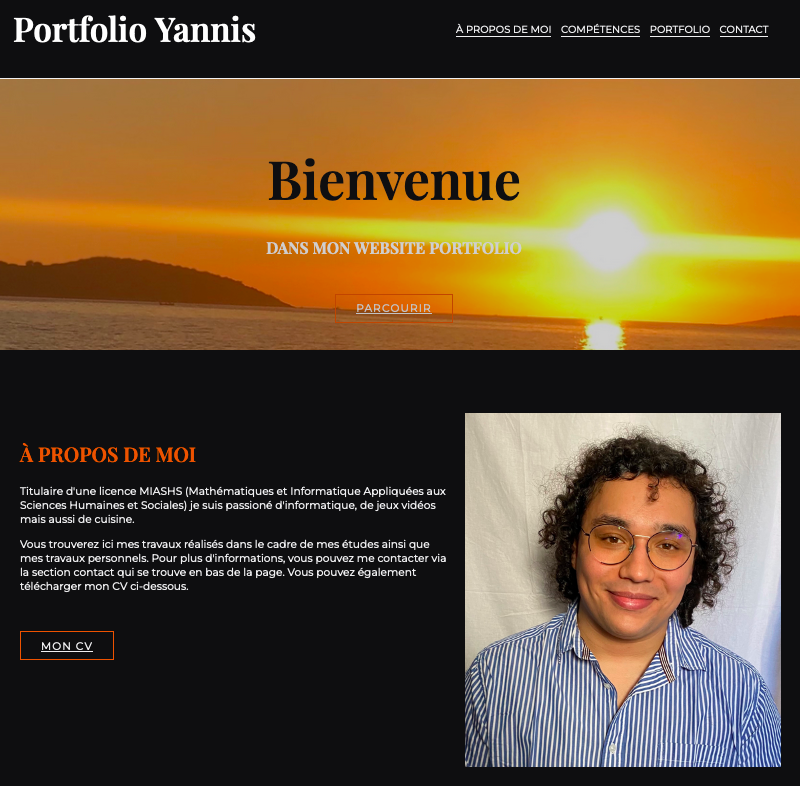 Portfolio Yannis
À PROPOS DE MOI COMPÉTENCES PORTFOLIO CONTACT
Bienvenue
DANS MON WEBSITE PORTFOLIO
PARCOURIR
À PROPOS DE MOI
Titulaire d'une licence MIASHS (Mathématiques et Informatique Appliquées aux
Sciences Humaines et Sociales) je suis passioné d'informatique, de jeux vidéos
mais aussi de cuisine.
Vous trouverez ici mes travaux réalisés dans le cadre de mes études ainsi que
mes travaux personnels. Pour plus d'informations, vous pouvez me contacter via
la section contact qui se trouve en bas de la page. Vous pouvez également
télécharger mon CV ci-dessous.
MON CV